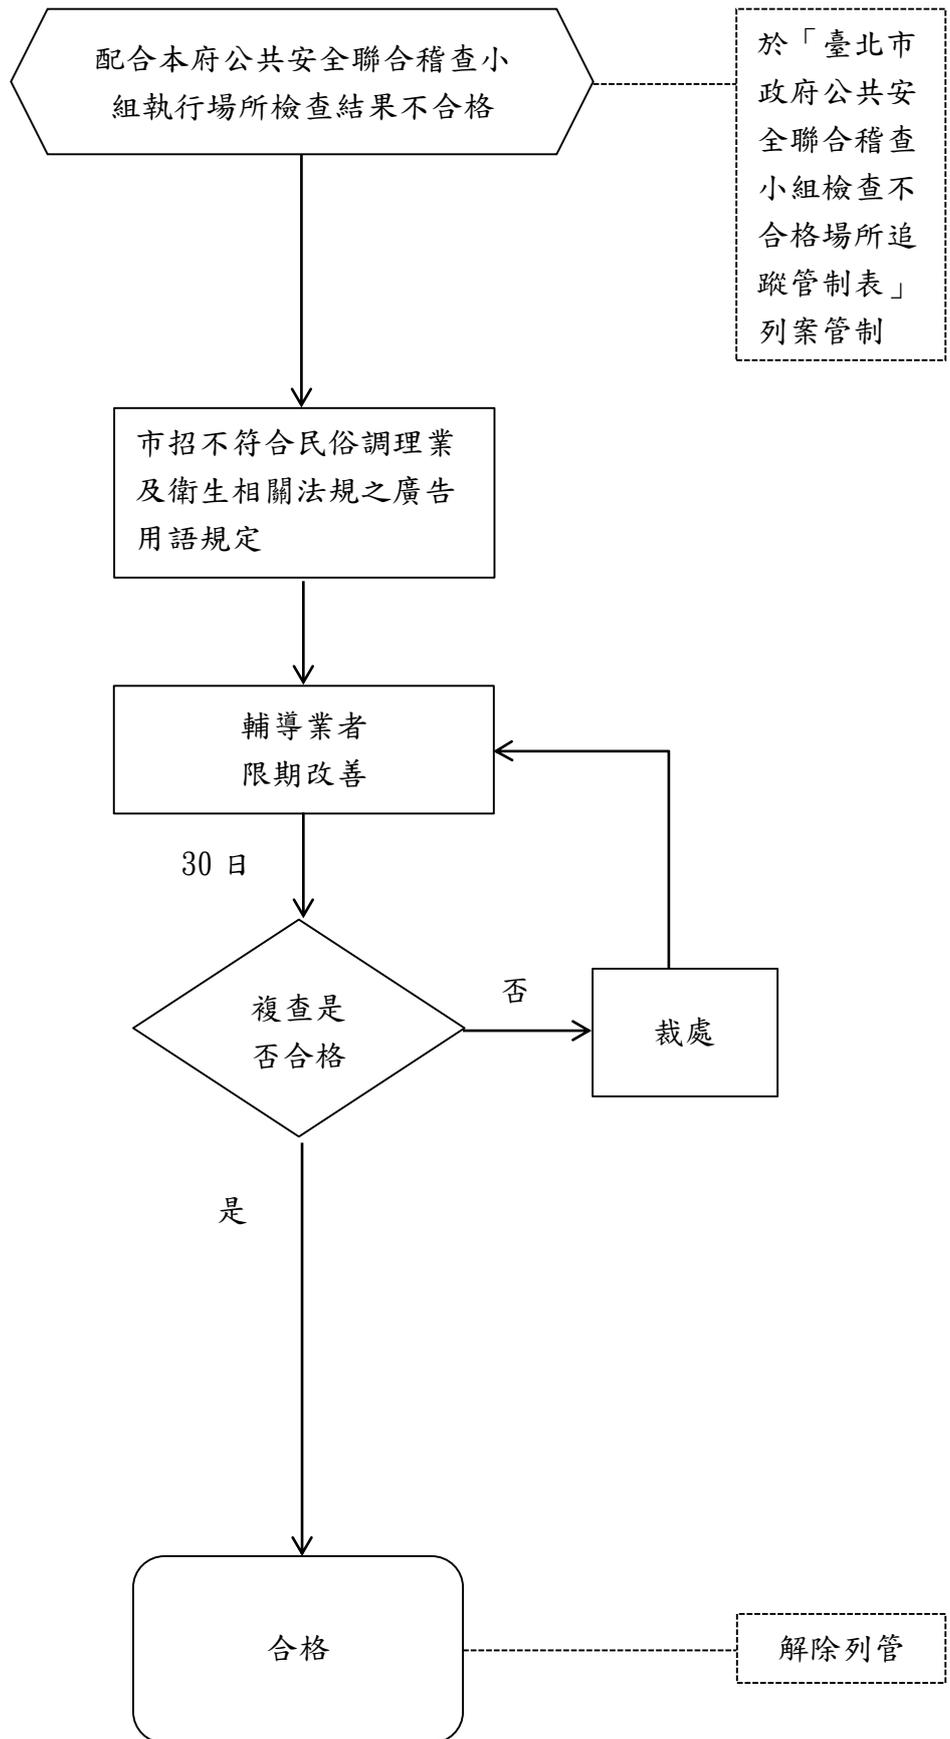 配合本府公共安全聯合稽查小
組執行場所檢查結果不合格
於「臺北市
政府公共安
全聯合稽查
小組檢查不
合格場所追
蹤管制表」
列案管制
市招不符合民俗調理業
及衛生相關法規之廣告
用語規定
輔導業者
限期改善
30 日
複查是
否合格
否
裁處
是
合格
解除列管